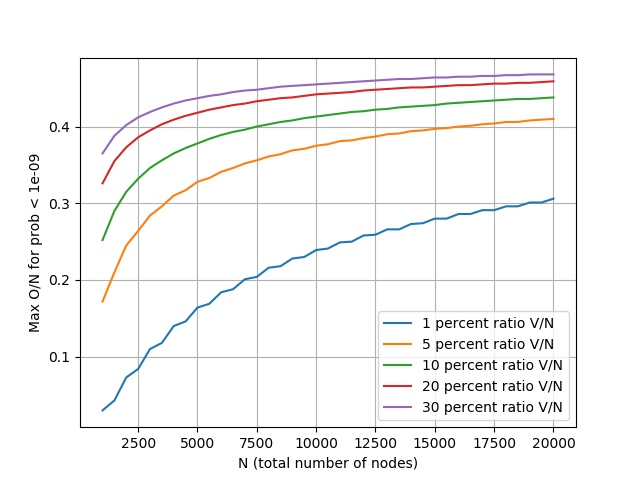 Max O/N for prob < 1e-09
0.4
0.3
0.2
0.1
1 percent ratio V/N
5 percent ratio V/N
10 percent ratio V/N
20 percent ratio V/N
30 percent ratio V/N
2500 5000 7500 10000 12500 15000 17500 20000
N (total number of nodes)